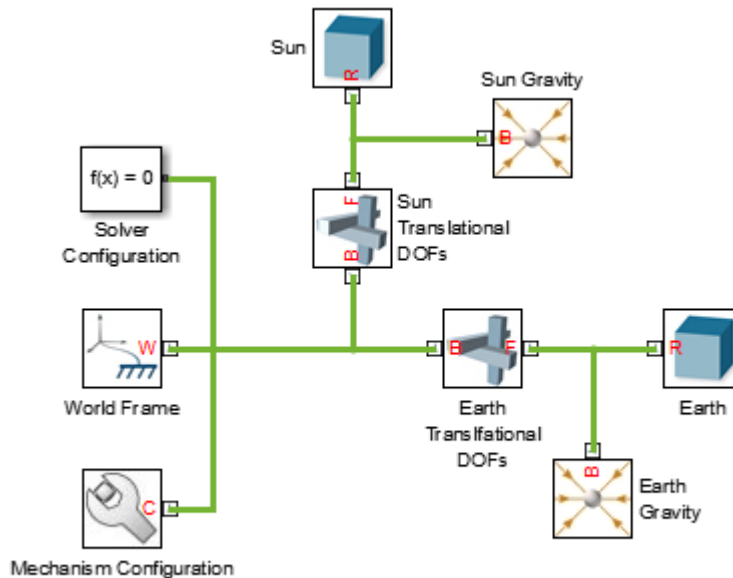 Sun
R
Sun Gravity
B
f(x) = 0
Solver
Configuration
F
B
Sun
Translational
DOFs
W
World Frame
B
F
Earth
Translfational
DOFs
R
Earth
B
Earth
Gravity
C
Mechanism Configuration